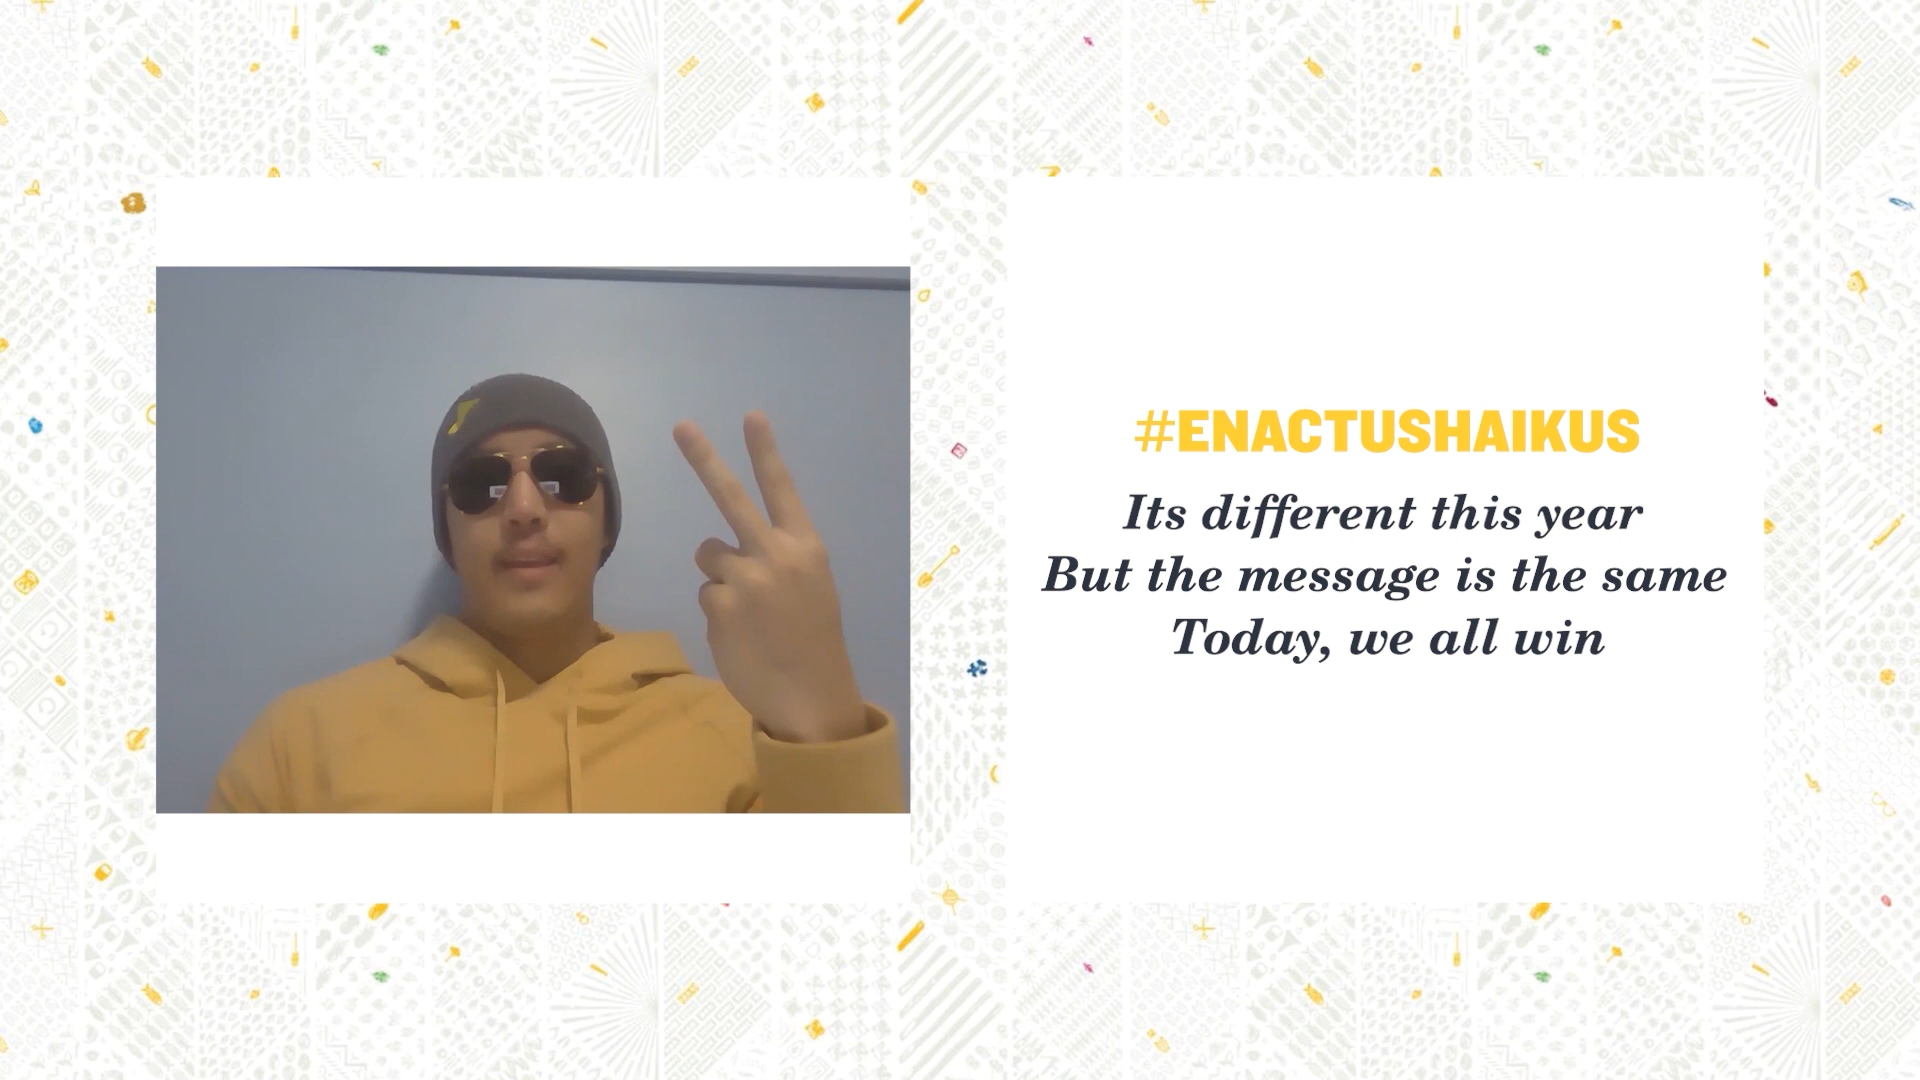 #ENACTUSHAIKUS
Its different this year
But the message is the same
Today, we all win